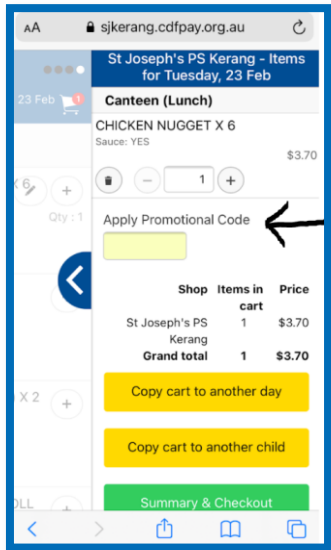 AA sjkerang.cdfpay.org.au
St Joseph's PS Kerang - Items
for Tuesday, 23 Feb
23 Feb 1
Canteen (Lunch)
CHICKEN NUGGET X 6
Sauce: YES
$3.70
X 6
1
Qty : 1
Apply Promotional Code
Shop Items in cart Price
St Joseph's PS Kerang 1 $3.70
Grand total 1 $3.70
Copy cart to another day
X 2
Copy cart to another child
OLL
Summary & Checkout